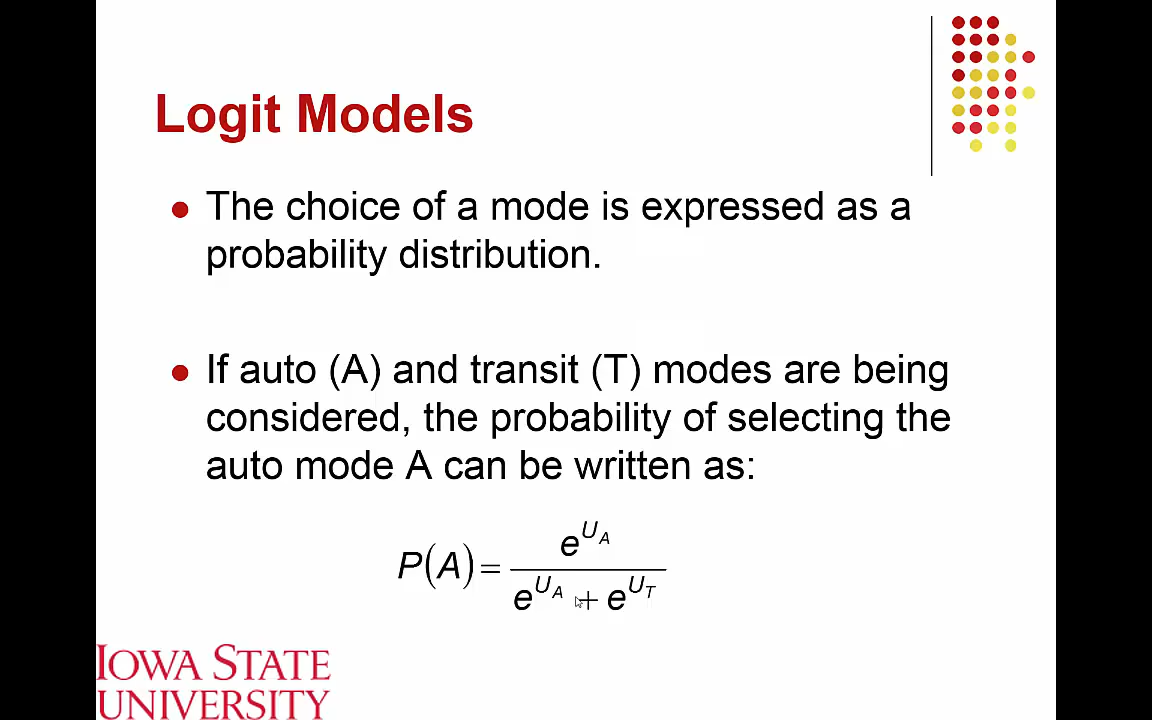 Logit Models
The choice of a mode is expressed as a
probability distribution.
If auto (A) and transit (T) modes are being
considered, the probability of selecting the
auto mode A can be written as:
P(A) = e^{U_A} / (e^{U_A} + e^{U_T})
IOWA STATE
UNIVERSITY